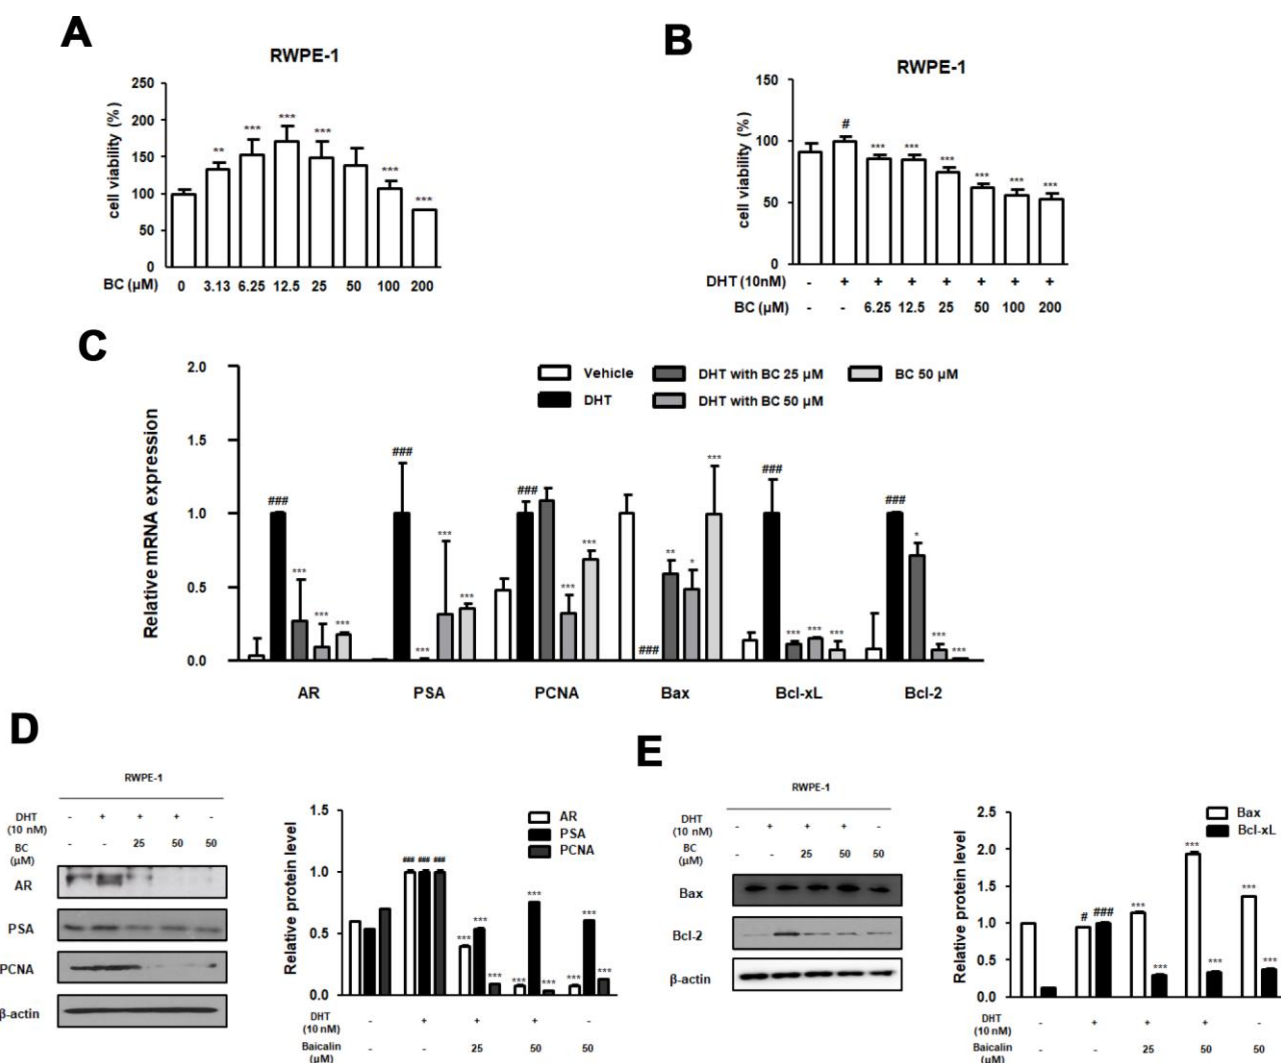 A
RWPE-1
cell viability (%)
250
200
150
100
50
0
** *** *** *** *** ***
BC (µM) 0 3.13 6.25 12.5 25 50 100 200
B
RWPE-1
cell viability (%)
150
100
50
0
# *** *** *** *** *** ***
DHT (10nM) - + + + + + + +
BC (µM) - - 6.25 12.5 25 50 100 200
C
Relative mRNA expression
2.0
1.5
1.0
0.5
0.0
Vehicle DHT with BC 25 µM BC 50 µM
DHT DHT with BC 50 µM
### *** *** ***
### *** *** ***
### *** ***
### ** * ***
### *** *** ***
### * *** ***
AR PSA PCNA Bax Bcl-xL Bcl-2
D
RWPE-1
DHT (10 nM) - + + + -
BC (µM) - - 25 50 50
AR
PSA
PCNA
β-actin
Relative protein level
1.5
1.0
0.5
0.0
AR
PSA
PCNA
### ### ###
*** *** ***
*** *** ***
*** *** ***
DHT (10 nM) - + + + -
Baicalin (µM) - - 25 50 50
E
RWPE-1
DHT (10 nM) - + + + -
BC (µM) - - 25 50 50
Bax
Bcl-2
β-actin
Relative protein level
2.5
2.0
1.5
1.0
0.5
0.0
Bax
Bcl-xL
# ###
*** ***
*** ***
*** ***
DHT (10 nM) - + + + -
Baicalin (µM) - - 25 50 50